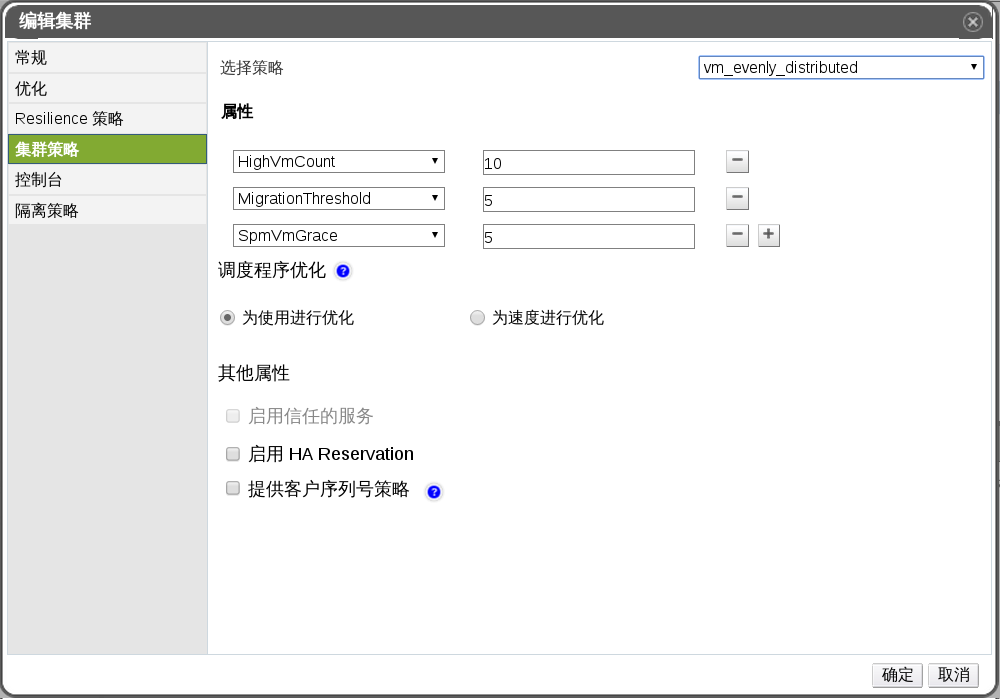 编辑集群
常规
优化
Resilience 策略
集群策略
控制台
隔离策略
选择策略 vm_evenly_distributed
属性
HighVmCount 10
MigrationThreshold 5
SpmVmGrace 5
调度程序优化 ?
为使用进行优化 为速度进行优化
其他属性
启用信任的服务
启用 HA Reservation
提供客户序列号策略 ?
确定 取消